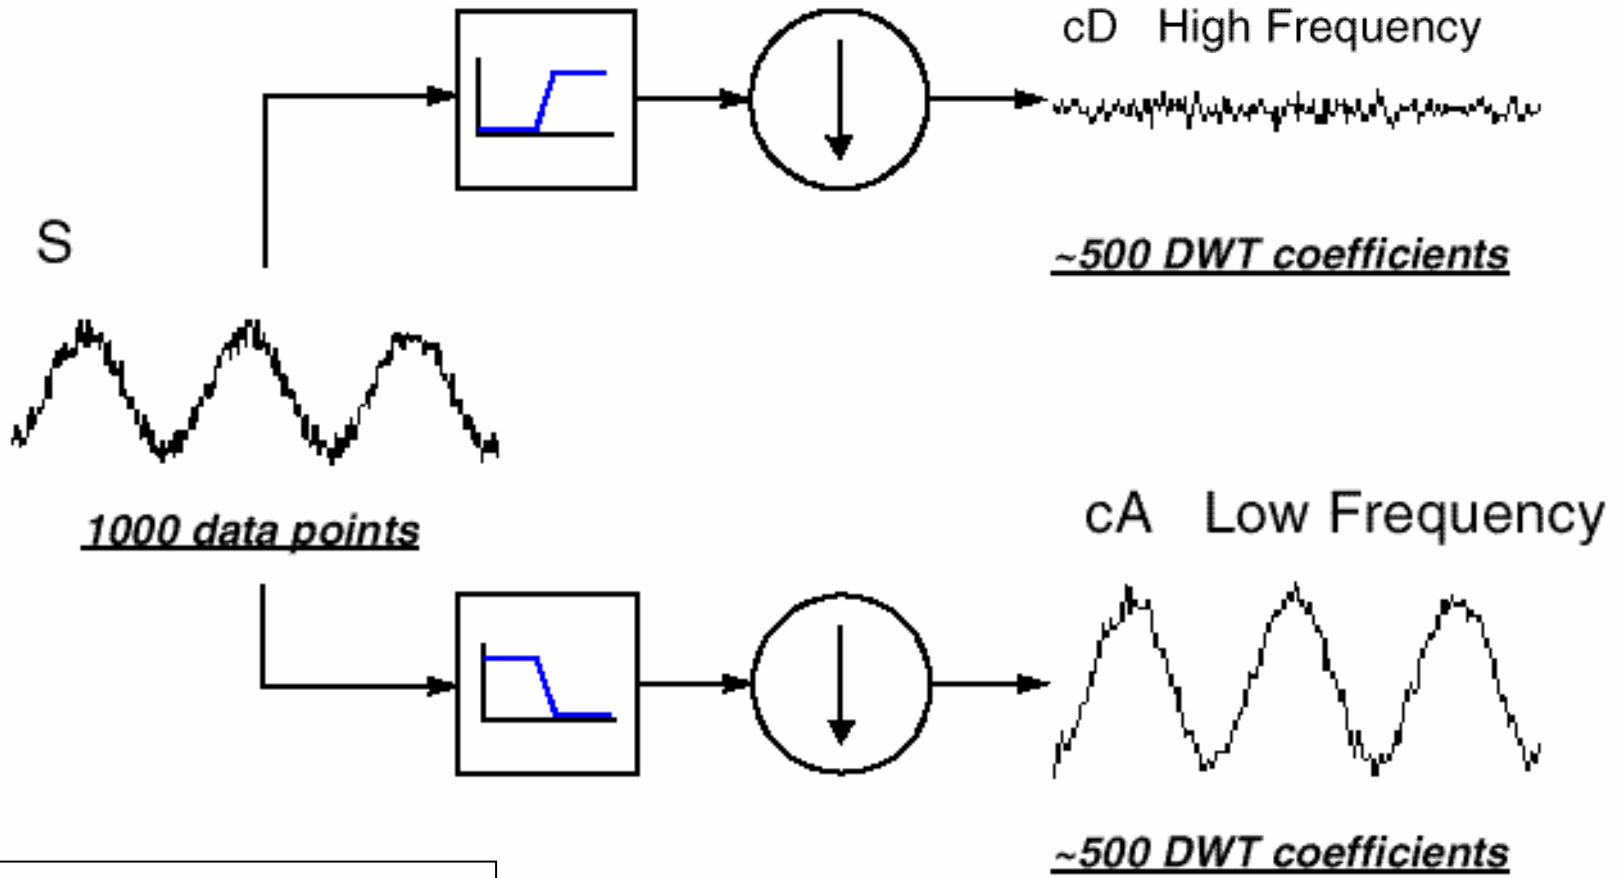 cD High Frequency
~500 DWT coefficients
S
1000 data points
cA Low Frequency
~500 DWT coefficients